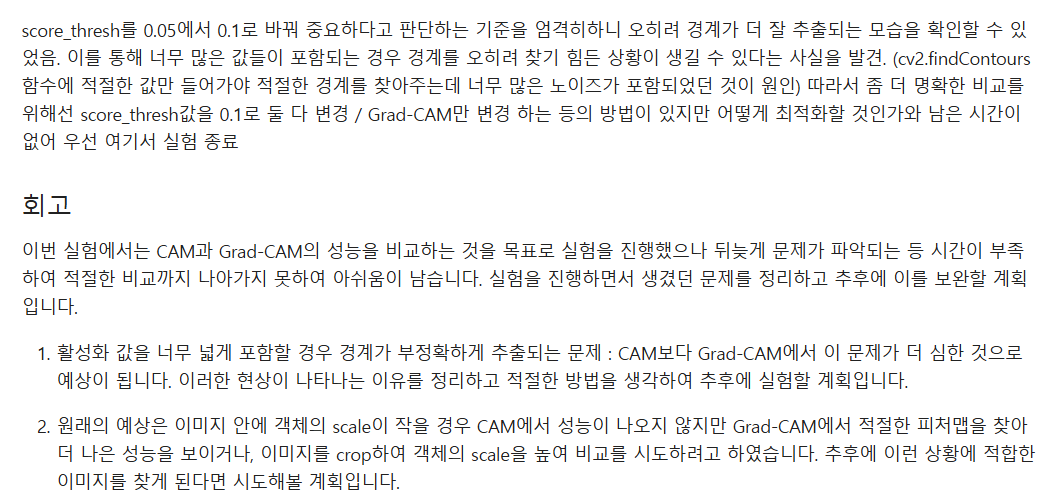 score_thresh를 0.05에서 0.1로 바꿔 중요하다고 판단하는 기준을 엄격히하니 오히려 경계가 더 잘 추출되는 모습을 확인할 수 있
었음. 이를 통해 너무 많은 값들이 포함되는 경우 경계를 오히려 찾기 힘든 상황이 생길 수 있다는 사실을 발견. (cv2.findContours
함수에 적절한 값만 들어가야 적절한 경계를 찾아주는데 너무 많은 노이즈가 포함되었던 것이 원인) 따라서 좀 더 명확한 비교를
위해선 score_thresh값을 0.1로 둘 다 변경 / Grad-CAM만 변경 하는 등의 방법이 있지만 어떻게 최적화할 것인가와 남은 시간이
없어 우선 여기서 실험 종료
회고
이번 실험에서는 CAM과 Grad-CAM의 성능을 비교하는 것을 목표로 실험을 진행했으나 뒤늦게 문제가 파악되는 등 시간이 부족
하여 적절한 비교까지 나아가지 못하여 아쉬움이 남습니다. 실험을 진행하면서 생겼던 문제를 정리하고 추후에 이를 보완할 계획
입니다.
1. 활성화 값을 너무 넓게 포함할 경우 경계가 부정확하게 추출되는 문제 : CAM보다 Grad-CAM에서 이 문제가 더 심한 것으로
예상이 됩니다. 이러한 현상이 나타나는 이유를 정리하고 적절한 방법을 생각하여 추후에 실험할 계획입니다.
2. 원래의 예상은 이미지 안에 객체의 scale이 작을 경우 CAM에서 성능이 나오지 않지만 Grad-CAM에서 적절한 피처맵을 찾아
더 나은 성능을 보이거나, 이미지를 crop하여 객체의 scale을 높여 비교를 시도하려고 하였습니다. 추후에 이런 상황에 적합한
이미지를 찾게 된다면 시도해볼 계획입니다.